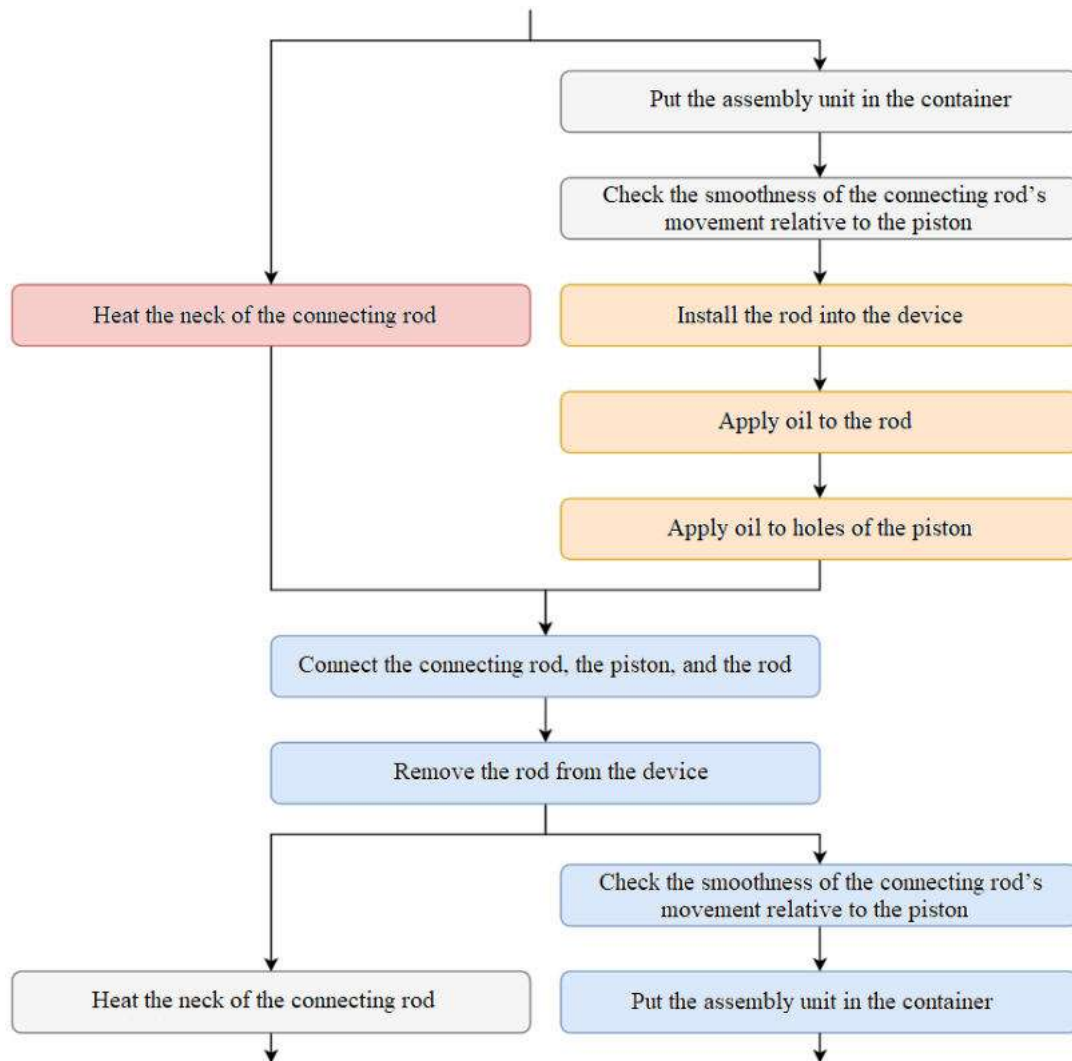 Put the assembly unit in the container
Check the smoothness of the connecting rod’s
movement relative to the piston
Heat the neck of the connecting rod
Install the rod into the device
Apply oil to the rod
Apply oil to holes of the piston
Connect the connecting rod, the piston, and the rod
Remove the rod from the device
Check the smoothness of the connecting rod’s
movement relative to the piston
Heat the neck of the connecting rod
Put the assembly unit in the container